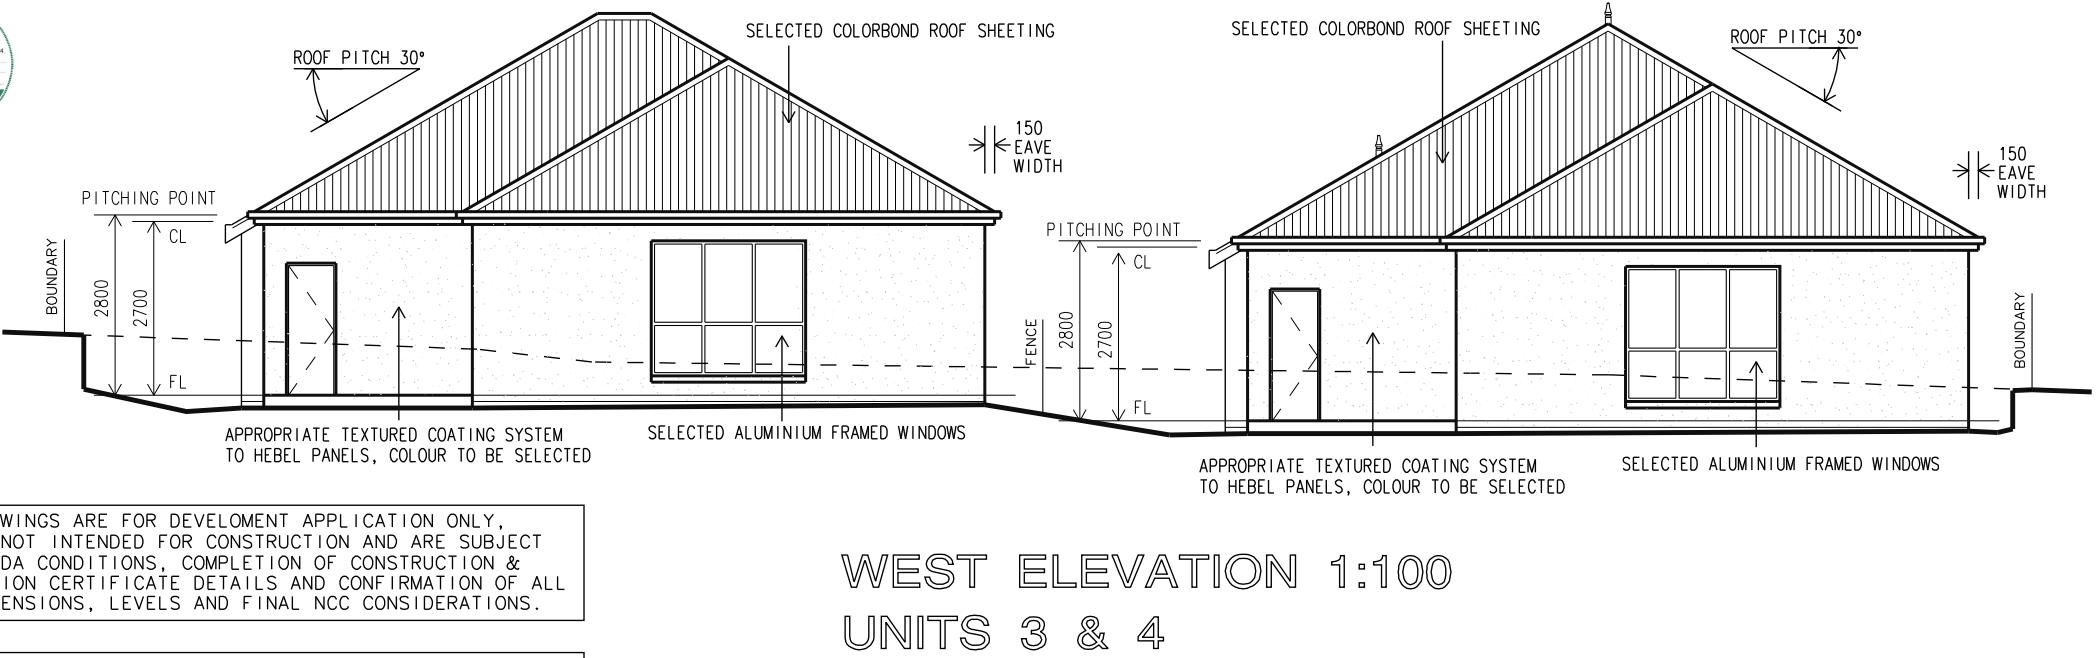 ROOF PITCH 30°
SELECTED COLORBOND ROOF SHEETING
150
EAVE
WIDTH
PITCHING POINT
CL
BOUNDARY
2800
2700
FL
APPROPRIATE TEXTURED COATING SYSTEM
TO HEBEL PANELS, COLOUR TO BE SELECTED
SELECTED ALUMINIUM FRAMED WINDOWS
SELECTED COLORBOND ROOF SHEETING
ROOF PITCH 30°
150
EAVE
WIDTH
PITCHING POINT
CL
FENCE
2800
2700
FL
BOUNDARY
APPROPRIATE TEXTURED COATING SYSTEM
TO HEBEL PANELS, COLOUR TO BE SELECTED
SELECTED ALUMINIUM FRAMED WINDOWS
WINGS ARE FOR DEVELOMENT APPLICATION ONLY,
NOT INTENDED FOR CONSTRUCTION AND ARE SUBJECT
DA CONDITIONS, COMPLETION OF CONSTRUCTION &
ION CERTIFICATE DETAILS AND CONFIRMATION OF ALL
ENSIONS, LEVELS AND FINAL NCC CONSIDERATIONS.
WEST ELEVATION 1:100
UNITS 3 & 4